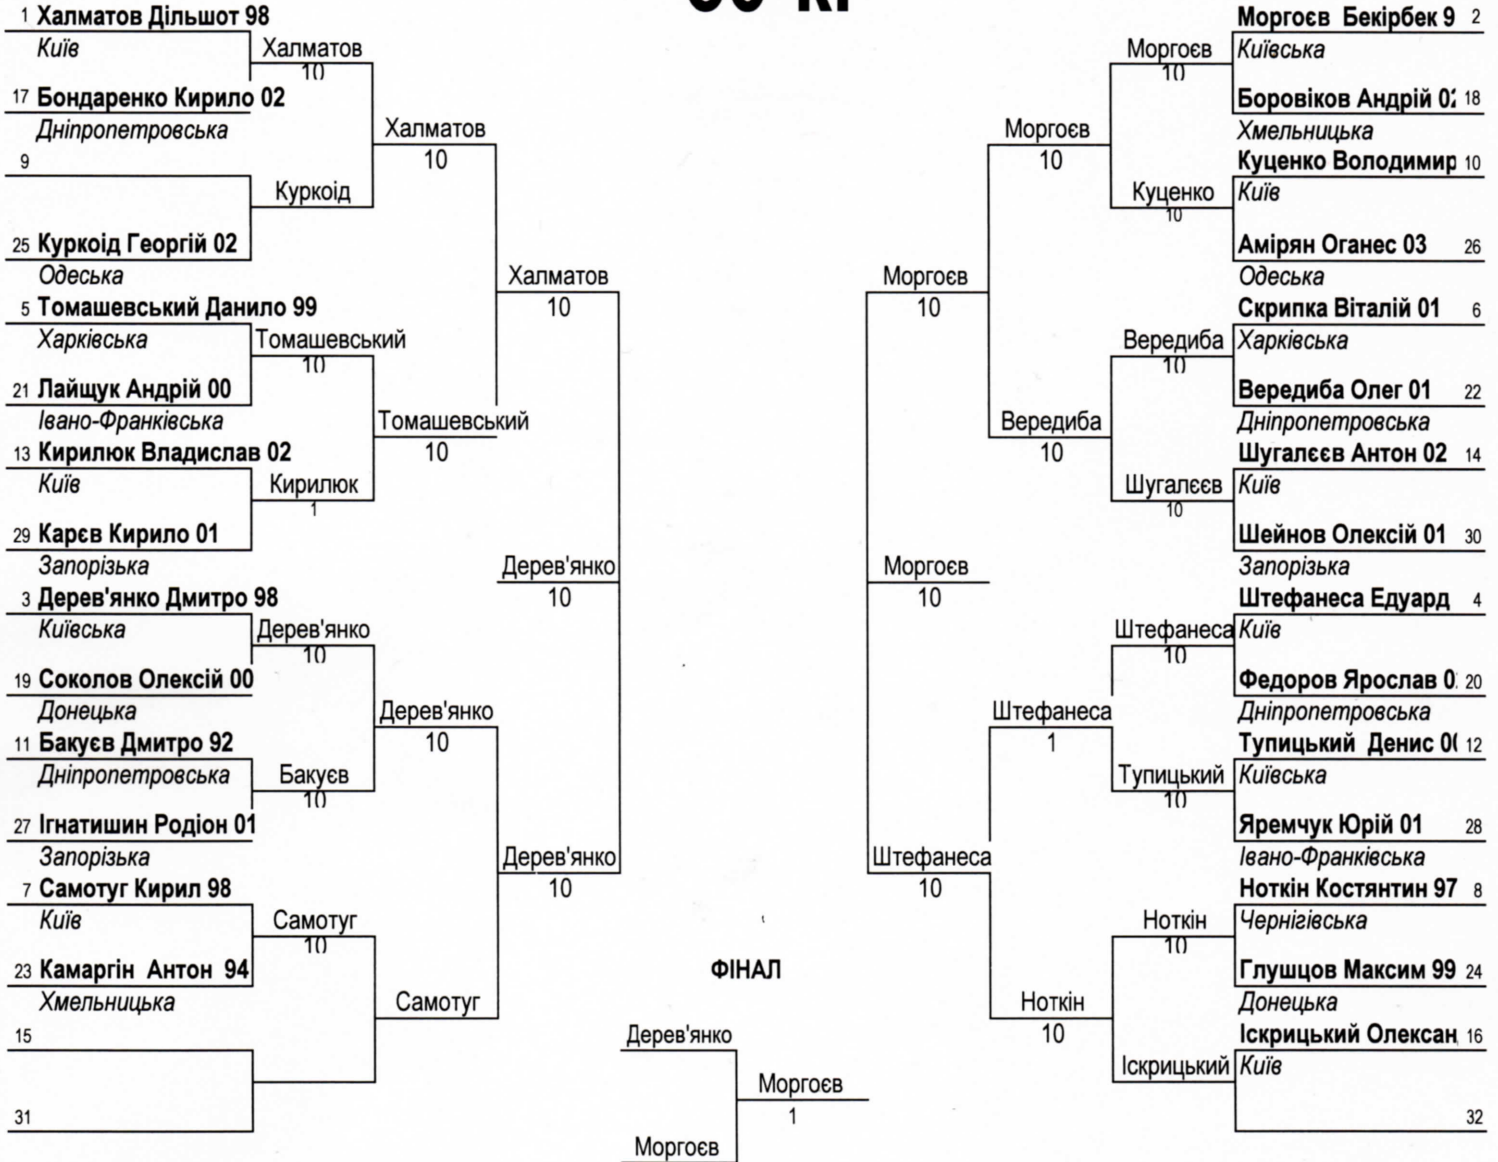 1 Халматов Дільшот 98
Київ
Халматов
10
17 Бондаренко Кирило 02
Дніпропетровська
Халматов
10
9
Куркоід
25 Куркоід Георгій 02
Одеська
Халматов
10
5 Томашевський Данило 99
Харківська
Томашевський
10
21 Лайщук Андрій 00
Івано-Франківська
Томашевський
10
13 Кирилюк Владислав 02
Київ
Кирилюк
1
29 Карєв Кирило 01
Запорізька
Дерев'янко
10
3 Дерев'янко Дмитро 98
Київська
Дерев'янко
10
19 Соколов Олексій 00
Донецька
Дерев'янко
10
11 Бакуєв Дмитро 92
Дніпропетровська
Бакуєв
10
27 Ігнатишин Родіон 01
Запорізька
Дерев'янко
10
7 Самотуг Кирил 98
Київ
Самотуг
10
23 Камаргін Антон 94
Хмельницька
Самотуг
15
31
ФІНАЛ
Дерев'янко
Моргоєв
1
Моргоєв
Моргоєв Бекірбек 9 2
Київська
Моргоєв
10
Боровіков Андрій 02 18
Хмельницька
Моргоєв
10
Куценко Володимир 10
Київ
Куценко
10
Амірян Оганес 03 26
Одеська
Моргоєв
10
Скрипка Віталій 01 6
Харківська
Вередиба
10
Вередиба Олег 01 22
Дніпропетровська
Вередиба
10
Шугалєєв Антон 02 14
Київ
Шугалєєв
10
Шейнов Олексій 01 30
Запорізька
Моргоєв
10
Штефанеса Едуард 4
Київ
Штефанеса
10
Федоров Ярослав 0 20
Дніпропетровська
Штефанеса
1
Тупицький Денис 0 12
Київська
Тупицький
10
Яремчук Юрій 01 28
Івано-Франківська
Штефанеса
10
Ноткін Костянтин 97 8
Чернігівська
Ноткін
10
Глушцов Максим 99 24
Донецька
Ноткін
10
Іскрицький Олексан 16
Київ
Іскрицький
32